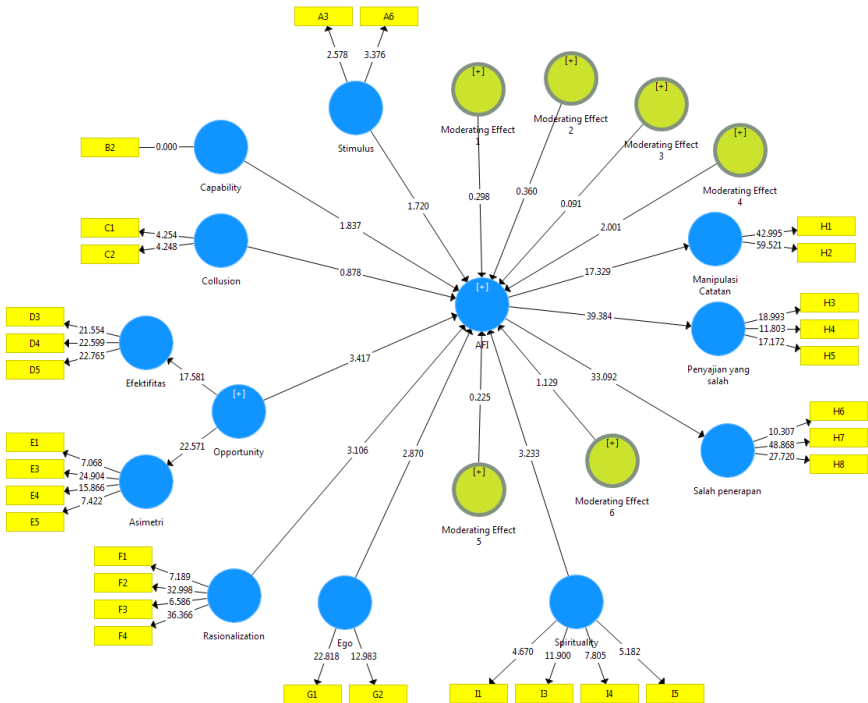 A3
A6
2.578
3.376
Stimulus
[+]
Moderating Effect
1
[+]
Moderating Effect
2
[+]
Moderating Effect
3
[+]
Moderating Effect
4
B2
0.000
Capability
C1
C2
4.254
4.248
Collusion
1.837
1.720
0.878
0.298
0.360
0.091
2.001
[+]
AFI
17.329
39.384
33.092
Manipulasi
Catatan
42.995
59.521
H1
H2
Penyajian yang
salah
18.993
11.803
17.172
H3
H4
H5
Salah penerapan
10.307
48.868
27.720
H6
H7
H8
D3
D4
D5
21.554
22.599
22.765
Efektifitas
17.581
[+]
Opportunity
3.417
22.571
E1
E3
E4
E5
7.068
24.904
15.866
7.422
Asimetri
3.106
2.870
0.225
3.233
1.129
[+]
Moderating Effect
5
[+]
Moderating Effect
6
F1
F2
F3
F4
7.189
32.998
6.586
36.366
Rasionalization
Ego
22.818
12.983
G1
G2
Spirituality
4.670
11.900
7.805
5.182
I1
I3
I4
I5